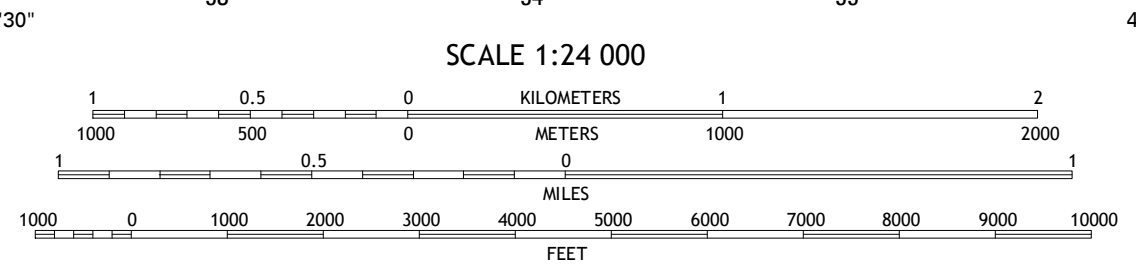 '30"
SCALE 1:24 000
1 0.5 0 KILOMETERS 1 2
1000 500 0 METERS 1000 2000
1 0.5 0 1
MILES
1000 0 1000 2000 3000 4000 5000 6000 7000 8000 9000 10000
FEET